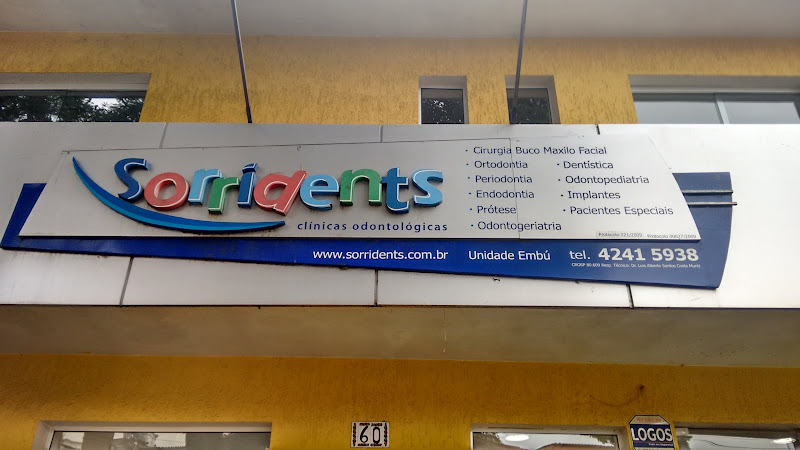 Sorridents
clínicas odontológicas
· Cirurgia Buco Maxilo Facial
· Ortodontia
· Periodontia
· Endodontia
· Prótese
· Odontogeriatria
· Dentística
· Odontopediatria
· Implantes
· Pacientes Especiais
www.sorridents.com.br Unidade Embú tel. 4241 5938
60
LOGOS